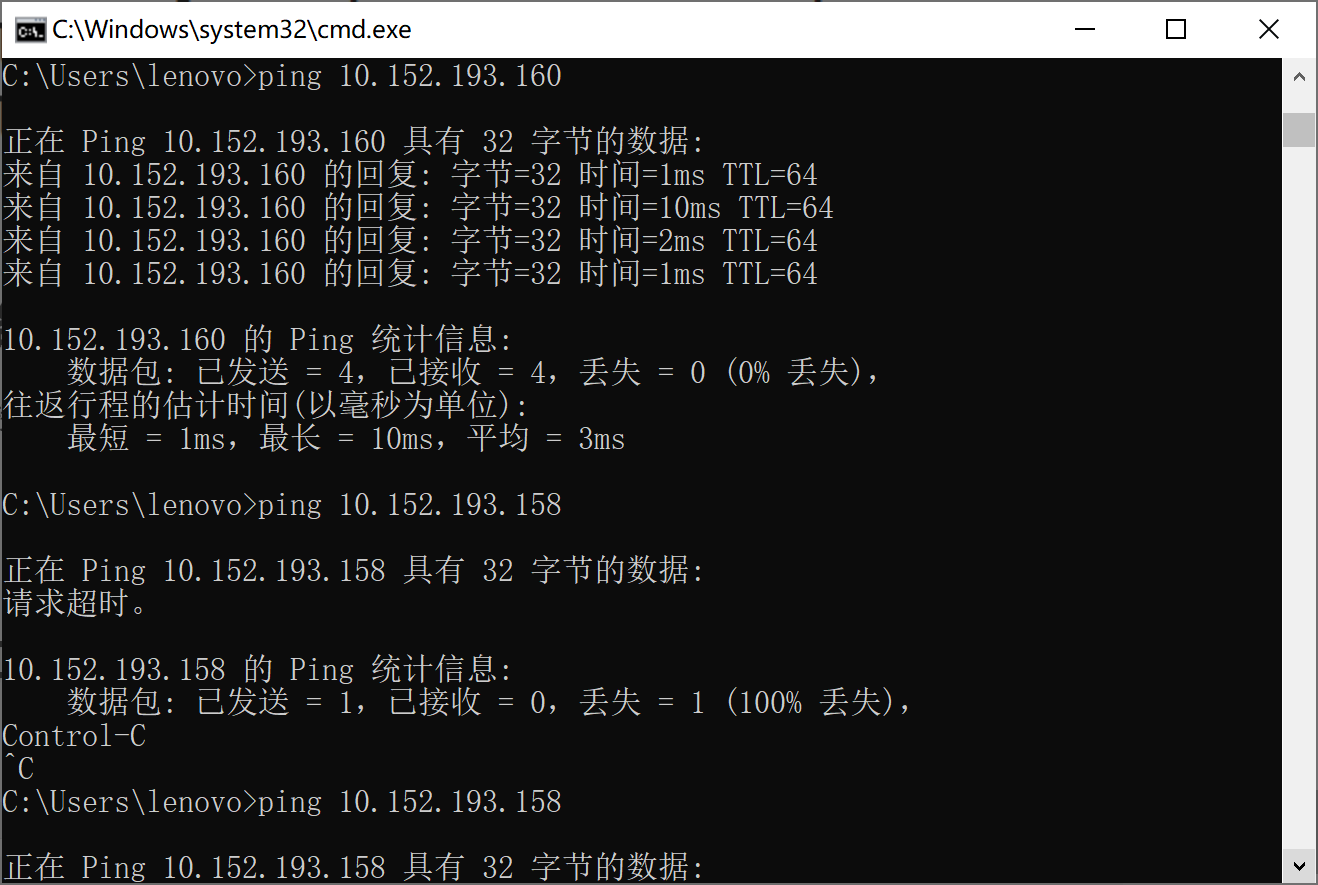 C:\Windows\system32\cmd.exe
C:\Users\lenovo>ping 10.152.193.160
正在 Ping 10.152.193.160 具有 32 字节的数据:
来自 10.152.193.160 的回复: 字节=32 时间=1ms TTL=64
来自 10.152.193.160 的回复: 字节=32 时间=10ms TTL=64
来自 10.152.193.160 的回复: 字节=32 时间=2ms TTL=64
来自 10.152.193.160 的回复: 字节=32 时间=1ms TTL=64
10.152.193.160 的 Ping 统计信息:
    数据包: 已发送 = 4，已接收 = 4，丢失 = 0 (0% 丢失)，
往返行程的估计时间(以毫秒为单位):
    最短 = 1ms，最长 = 10ms，平均 = 3ms
C:\Users\lenovo>ping 10.152.193.158
正在 Ping 10.152.193.158 具有 32 字节的数据:
请求超时。
10.152.193.158 的 Ping 统计信息:
    数据包: 已发送 = 1，已接收 = 0，丢失 = 1 (100% 丢失)，
Control-C
^C
C:\Users\lenovo>ping 10.152.193.158
正在 Ping 10.152.193.158 具有 32 字节的数据: